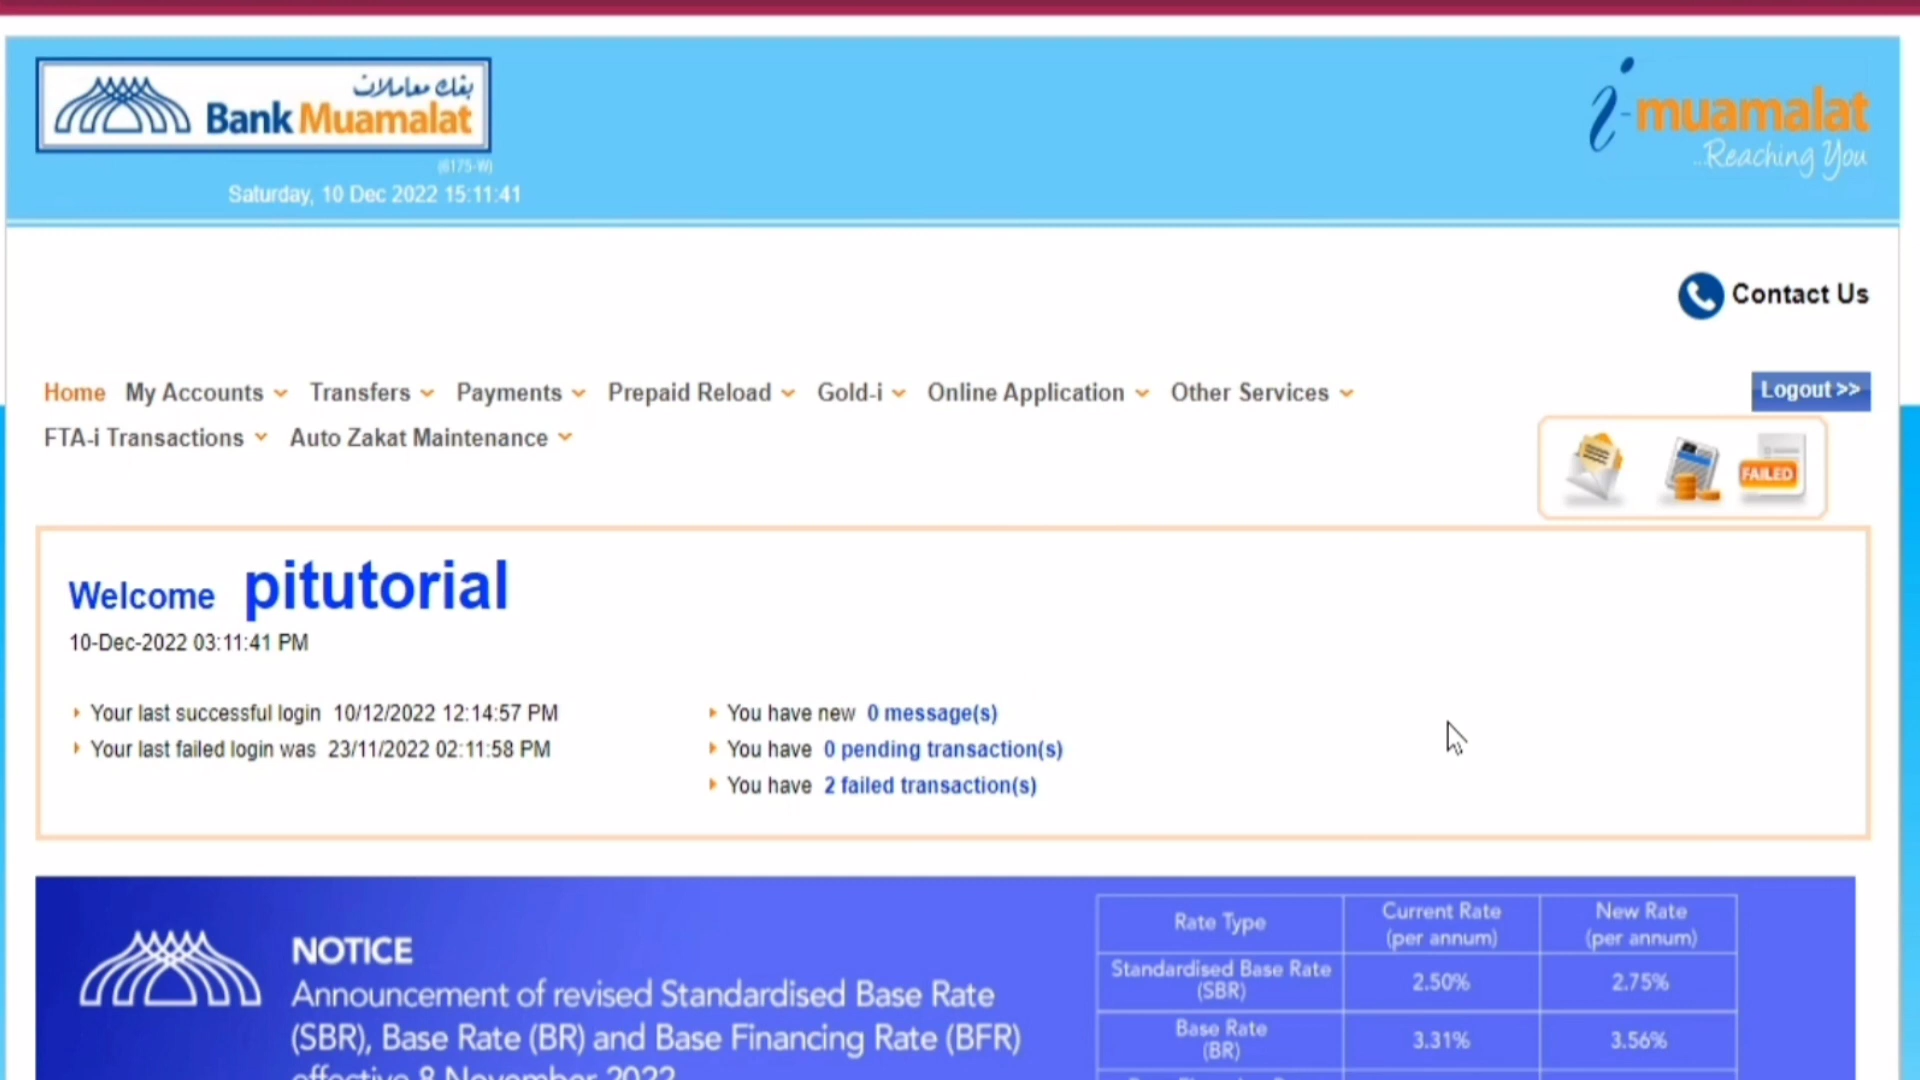 بنك معاملات
Bank Muamalat
(6175-W)
Saturday, 10 Dec 2022 15:11:41
i-muamalat
...Reaching You
Contact Us
Home My Accounts Transfers Payments Prepaid Reload Gold-i Online Application Other Services
Logout >>
FTA-i Transactions Auto Zakat Maintenance
FAILED
Welcome pitutorial
10-Dec-2022 03:11:41 PM
Your last successful login 10/12/2022 12:14:57 PM
Your last failed login was 23/11/2022 02:11:58 PM
You have new 0 message(s)
You have 0 pending transaction(s)
You have 2 failed transaction(s)
NOTICE
Announcement of revised Standardised Base Rate
(SBR), Base Rate (BR) and Base Financing Rate (BFR)
effective 8 November 2022
Rate Type
Current Rate
(per annum)
New Rate
(per annum)
Standardised Base Rate
(SBR)
2.50%
2.75%
Base Rate
(BR)
3.31%
3.56%